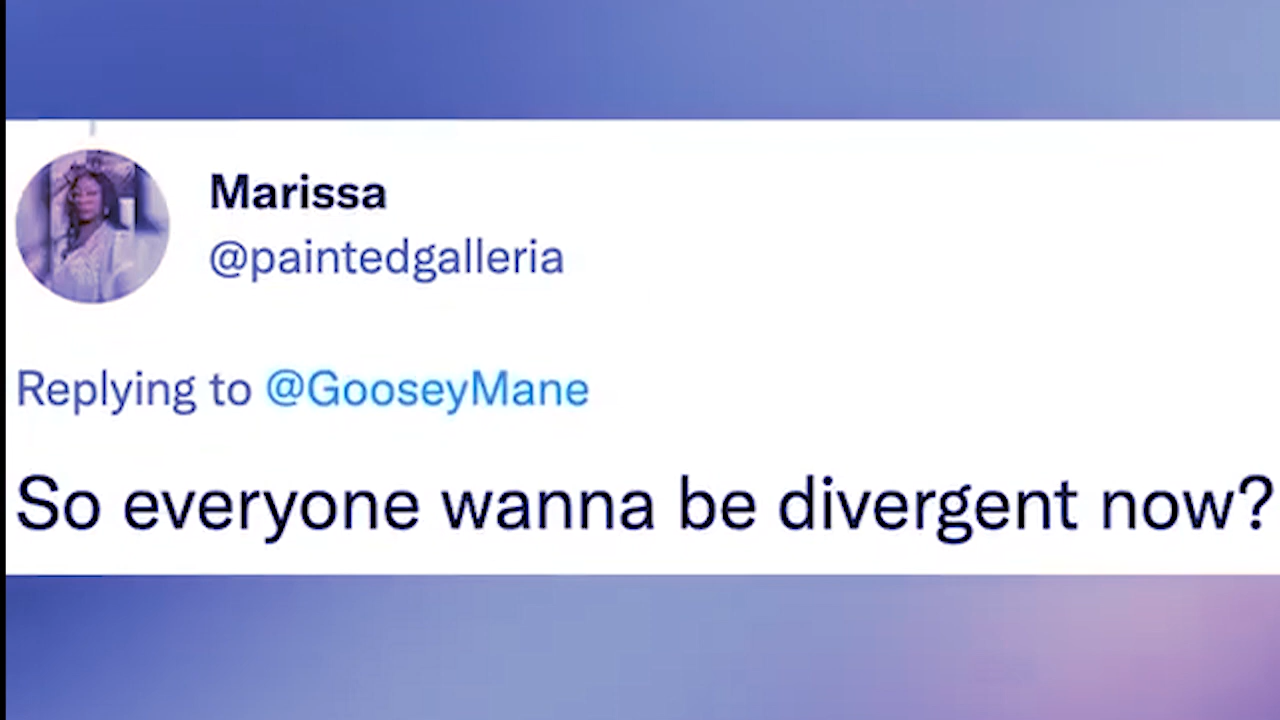 Marissa
@paintedgalleria
Replying to @GooseyMane
So everyone wanna be divergent now?